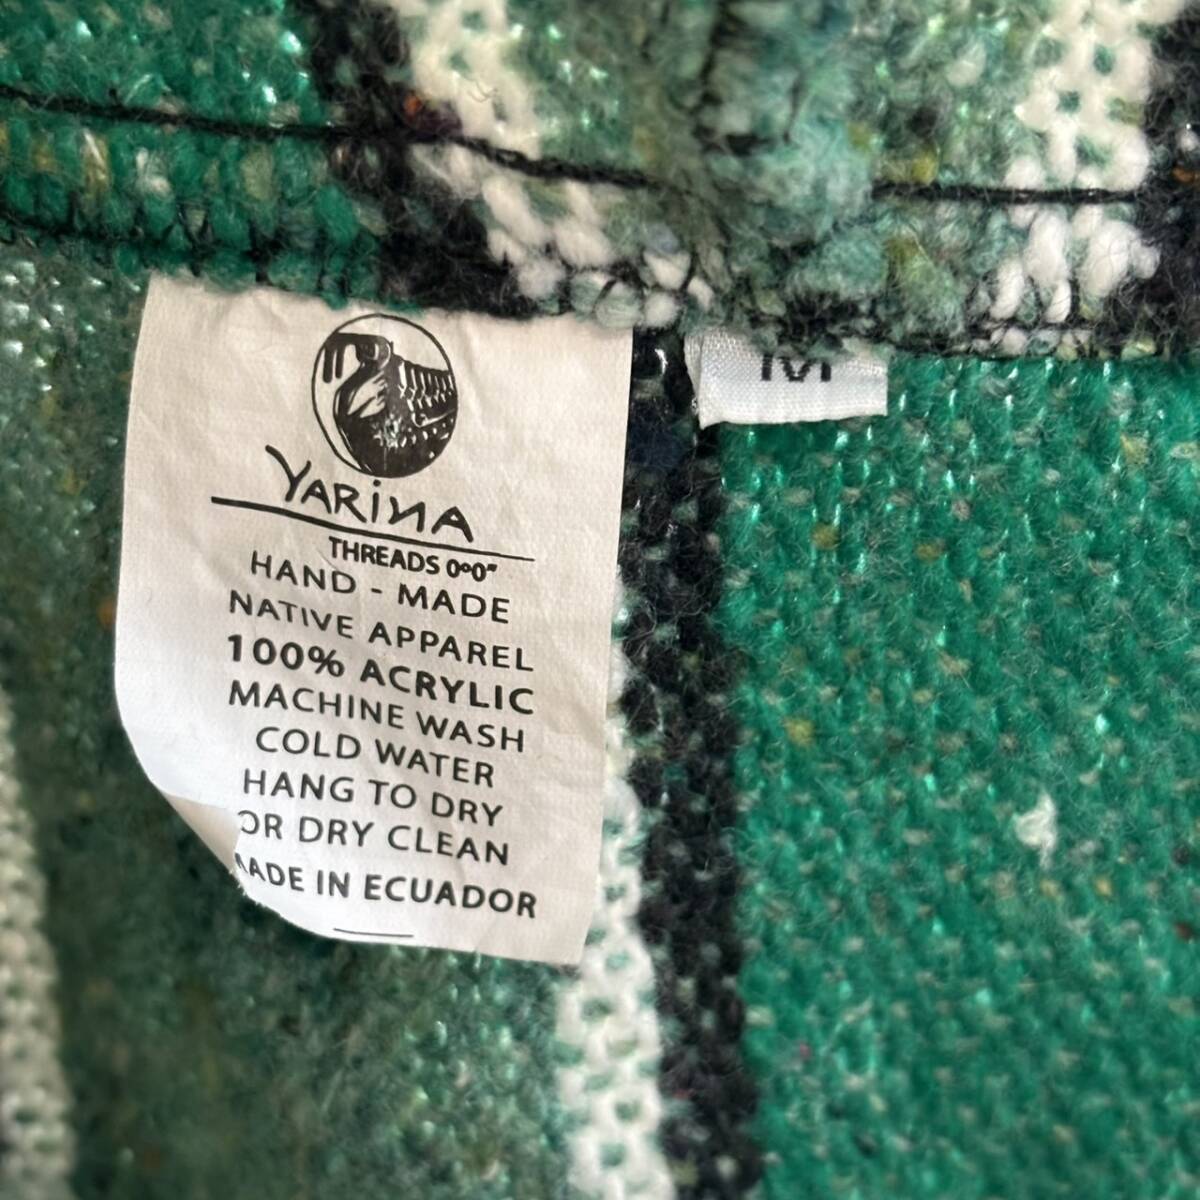 YARiNA
THREADS 0°0"
HAND - MADE
NATIVE APPAREL
100% ACRYLIC
MACHINE WASH
COLD WATER
HANG TO DRY
OR DRY CLEAN
MADE IN ECUADOR
M